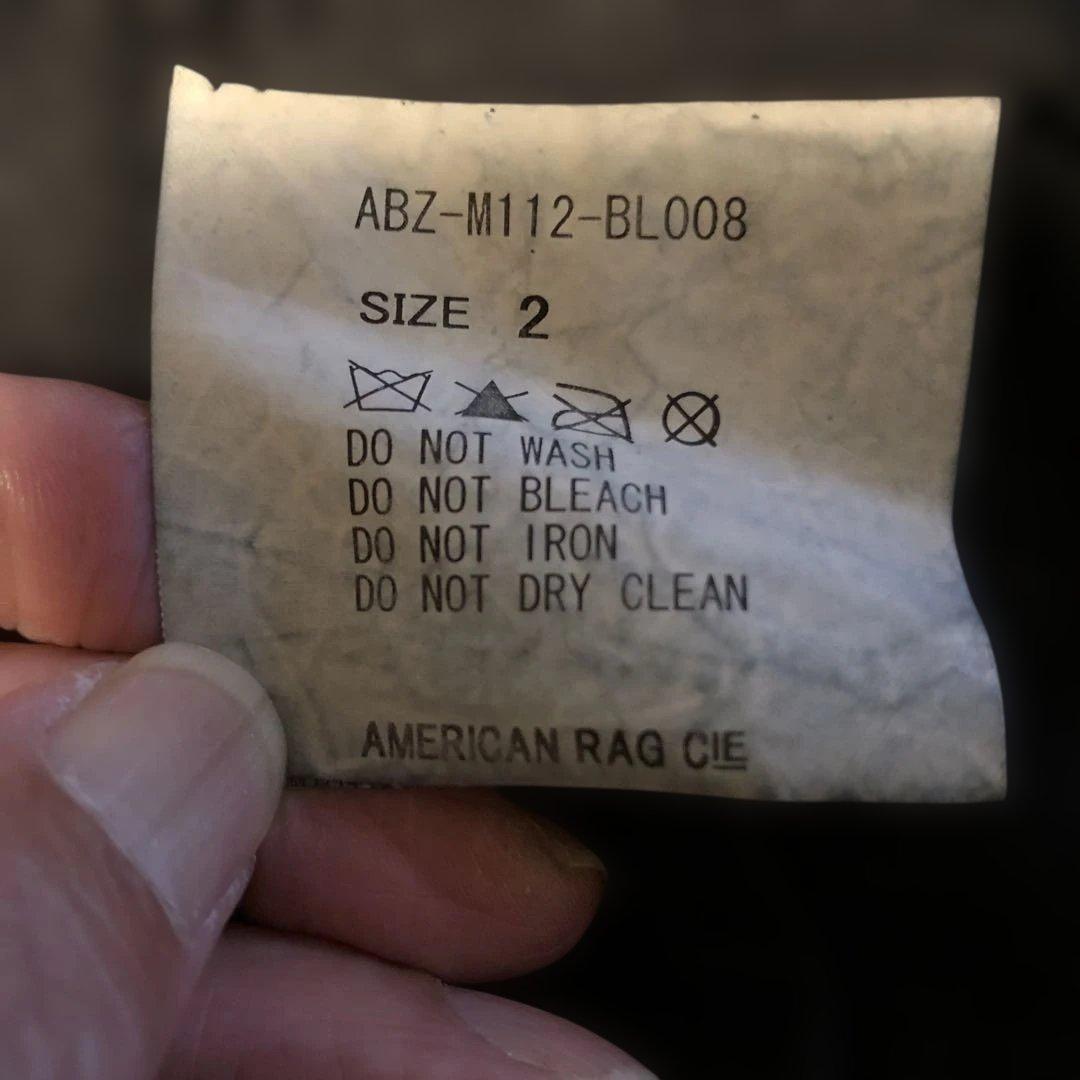 ABZ-M112-BL008
SIZE 2
DO NOT WASH
DO NOT BLEACH
DO NOT IRON
DO NOT DRY CLEAN
AMERICAN RAG CIE